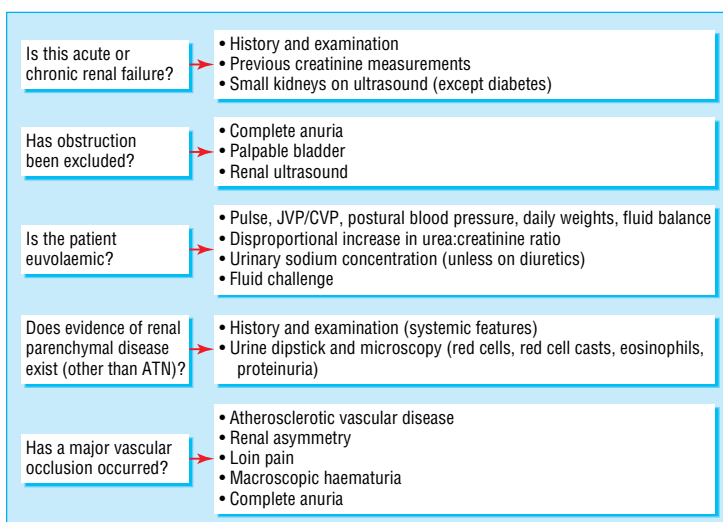 Is this acute or
chronic renal failure?
• History and examination
• Previous creatinine measurements
• Small kidneys on ultrasound (except diabetes)
Has obstruction
been excluded?
• Complete anuria
• Palpable bladder
• Renal ultrasound
Is the patient
euvolaemic?
• Pulse, JVP/CVP, postural blood pressure, daily weights, fluid balance
• Disproportional increase in urea:creatinine ratio
• Urinary sodium concentration (unless on diuretics)
• Fluid challenge
Does evidence of renal
parenchymal disease
exist (other than ATN)?
• History and examination (systemic features)
• Urine dipstick and microscopy (red cells, red cell casts, eosinophils,
proteinuria)
Has a major vascular
occlusion occurred?
• Atherosclerotic vascular disease
• Renal asymmetry
• Loin pain
• Macroscopic haematuria
• Complete anuria